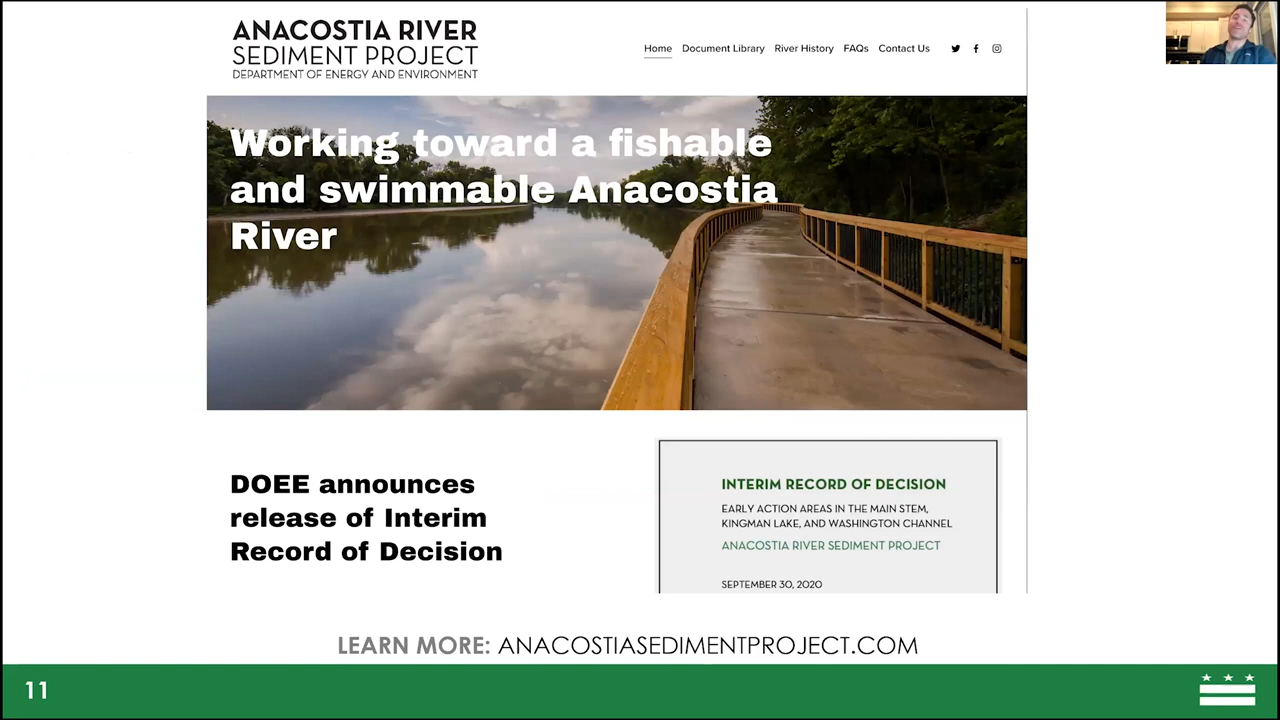 ANACOSTIA RIVER
SEDIMENT PROJECT
DEPARTMENT OF ENERGY AND ENVIRONMENT
Home Document Library River History FAQs Contact Us
Working toward a fishable
and swimmable Anacostia
River
DOEE announces
release of Interim
Record of Decision
INTERIM RECORD OF DECISION
EARLY ACTION AREAS IN THE MAIN STEM,
KINGMAN LAKE, AND WASHINGTON CHANNEL
ANACOSTIA RIVER SEDIMENT PROJECT
SEPTEMBER 30, 2020
LEARN MORE: ANACOSTIASEDIMENTPROJECT.COM
11